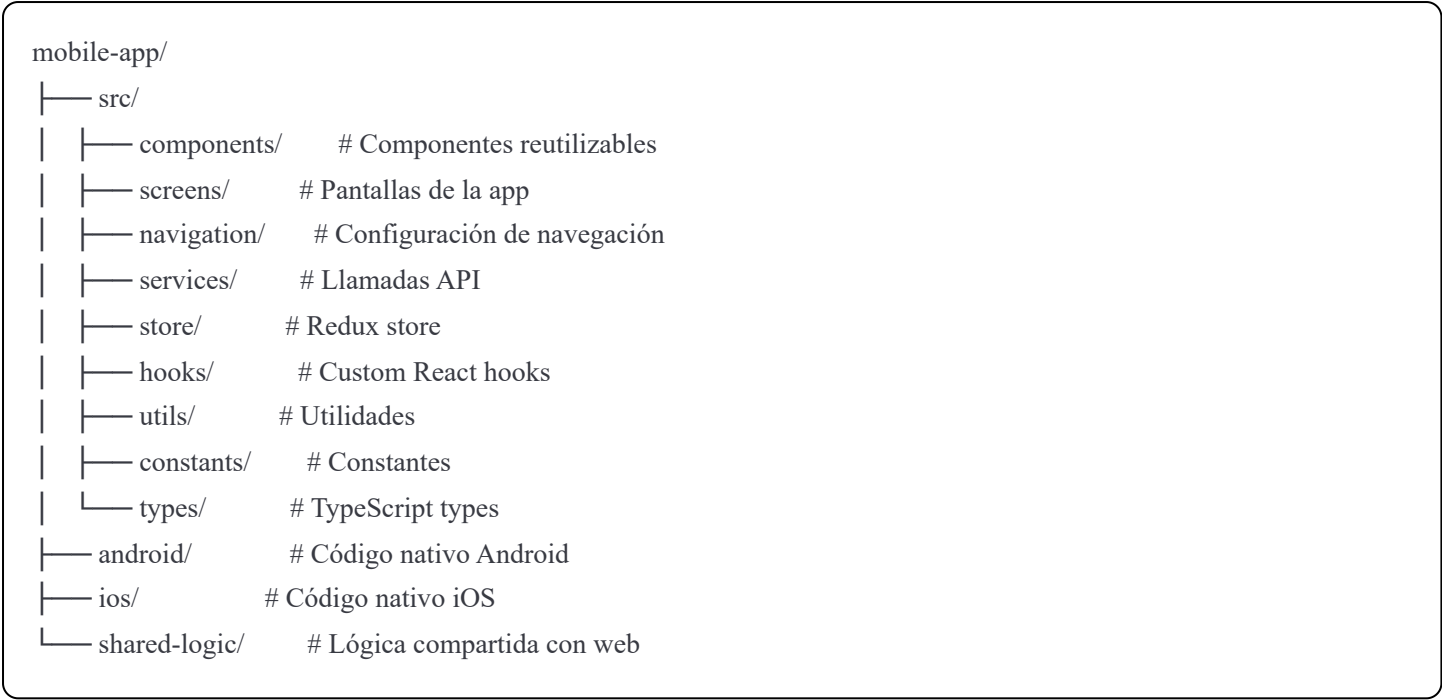 mobile-app/
├── src/
│   ├── components/        # Componentes reutilizables
│   ├── screens/          # Pantallas de la app
│   ├── navigation/       # Configuración de navegación
│   ├── services/         # Llamadas API
│   ├── store/            # Redux store
│   ├── hooks/            # Custom React hooks
│   ├── utils/            # Utilidades
│   ├── constants/        # Constantes
│   └── types/            # TypeScript types
├── android/              # Código nativo Android
├── ios/                  # Código nativo iOS
└── shared-logic/         # Lógica compartida con web